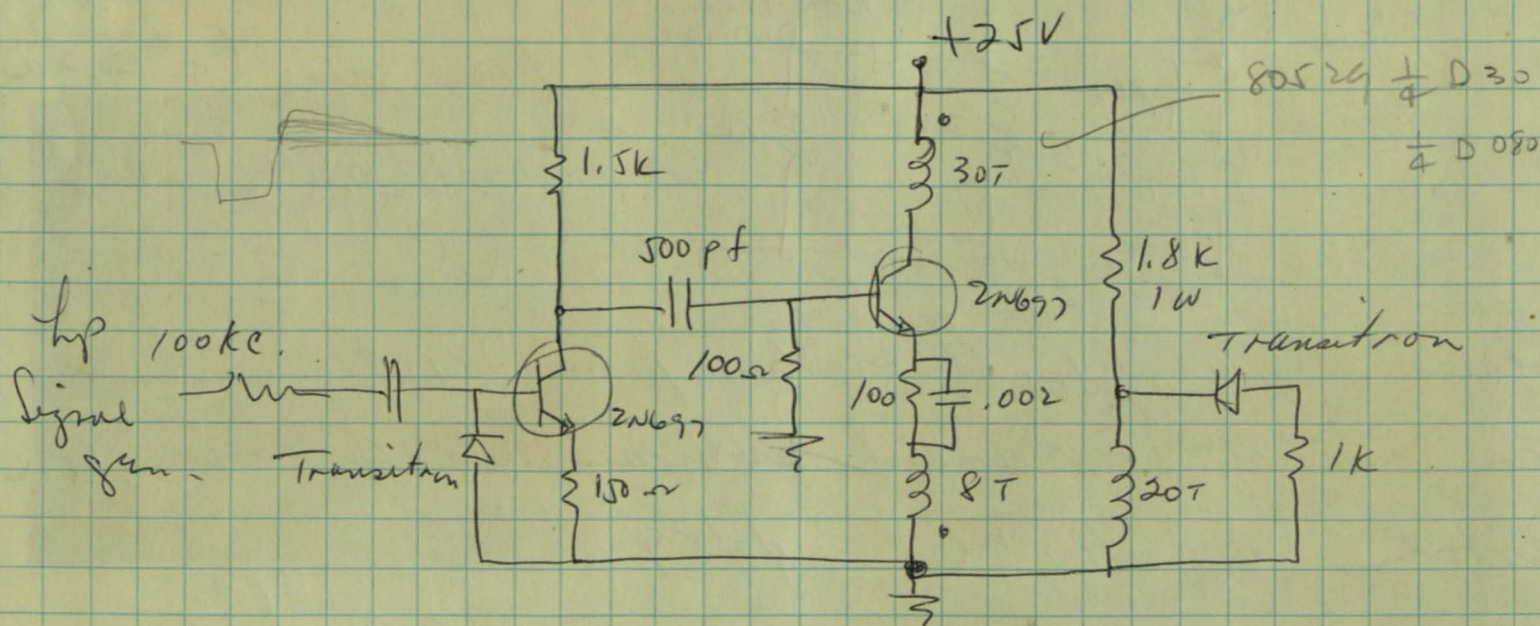 +25V
80529 1/4 D 30
1/4 D 080
1.5K
30T
500 pf
1.8K
1W
2N697
hp
100KC.
Signal
gen.
Transitron
100Ω
100
.002
Transitron
2N697
150Ω
8T
20T
1K